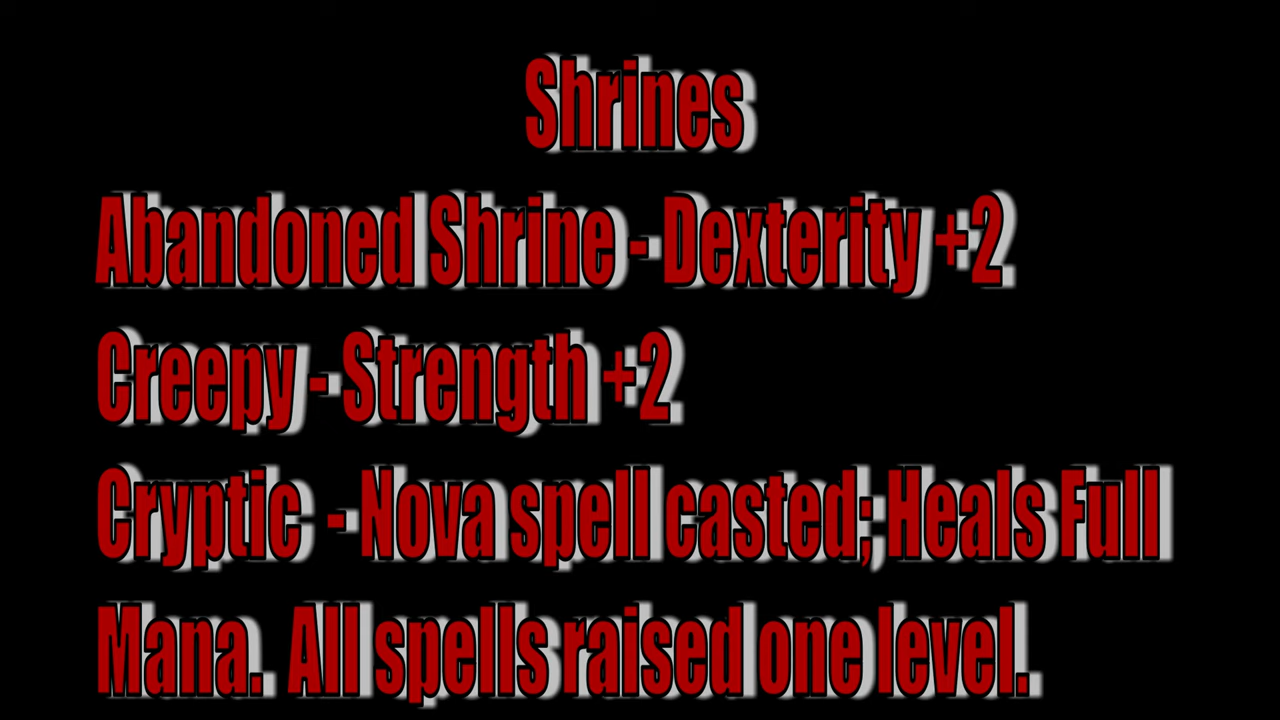 Shrines
Abandoned Shrine - Dexterity +2
Creepy - Strength +2
Cryptic - Nova spell casted; Heals Full
Mana. All spells raised one level.